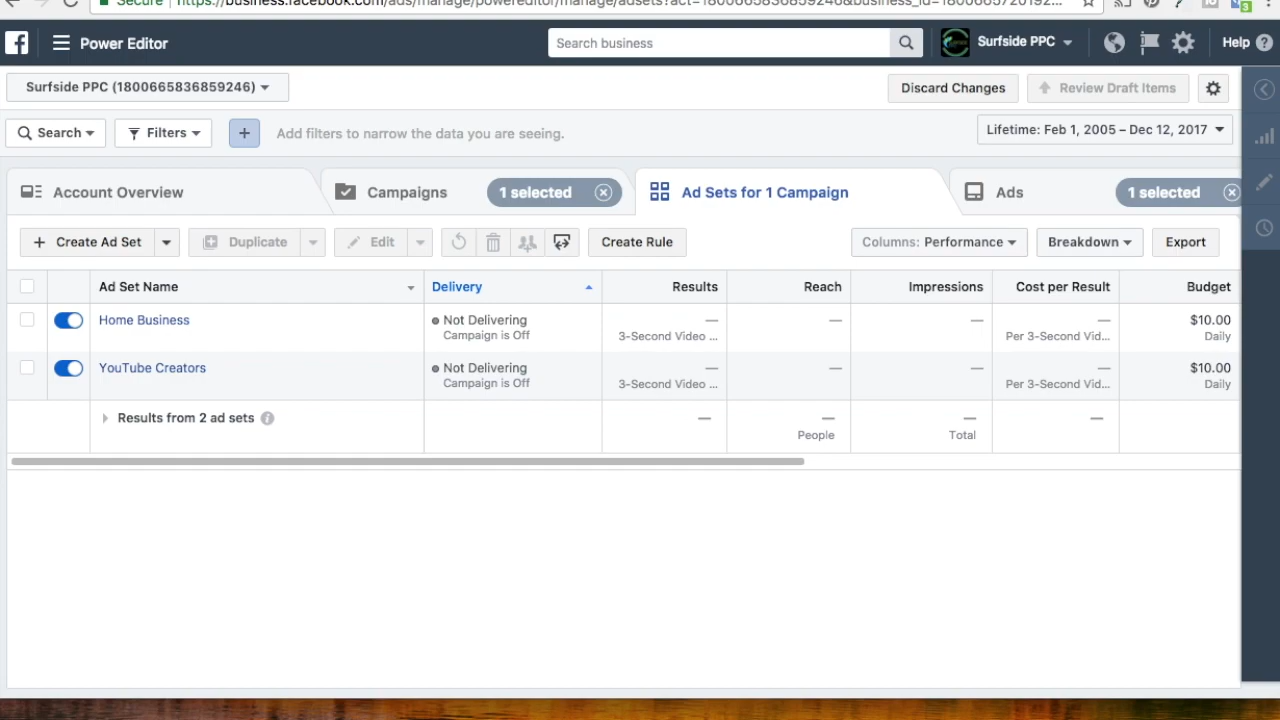 Secure https://business.facebook.com/ads/manage/powereditor/manage/adsets?act=1800665836859246&business_id=1800665720192...
Power Editor
Search business
Surfside PPC
Help
Surfside PPC (1800665836859246)
Discard Changes
Review Draft Items
Search
Filters
+
Add filters to narrow the data you are seeing.
Lifetime: Feb 1, 2005 – Dec 12, 2017
Account Overview
Campaigns
1 selected
Ad Sets for 1 Campaign
Ads
1 selected
+ Create Ad Set
Duplicate
Edit
Create Rule
Columns: Performance
Breakdown
Export
Ad Set Name
Delivery
Results
Reach
Impressions
Cost per Result
Budget
Home Business
Not Delivering
Campaign is Off
—
3-Second Video ...
—
—
—
Per 3-Second Vid...
$10.00
Daily
YouTube Creators
Not Delivering
Campaign is Off
—
3-Second Video ...
—
—
—
Per 3-Second Vid...
$10.00
Daily
Results from 2 ad sets
—
—
People
—
Total
—